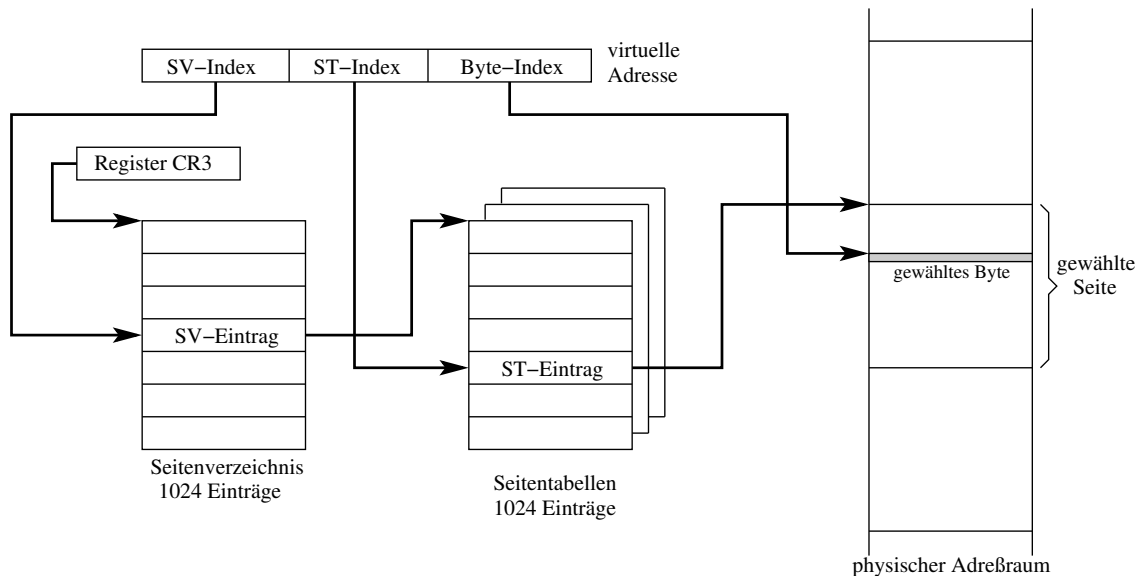 SV−Index
ST−Index
Byte−Index
virtuelle
Adresse
Register CR3
gewähltes Byte
gewählte
Seite
SV−Eintrag
ST−Eintrag
Seitenverzeichnis
1024 Einträge
Seitentabellen
1024 Einträge
physischer Adreßraum